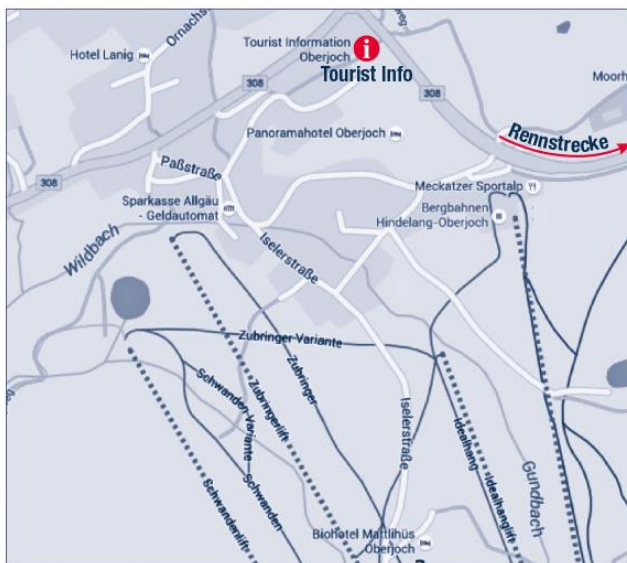 Hotel Lanig
Ornachs
weg
Tourist Information
Oberjoch
i
Tourist Info
308
308
308
Moorh
Rennstrecke
Panoramahotel Oberjoch
Paßstraße
Meckatzer Sportalp
Sparkasse Allgäu
- Geldautomat
Bergbahnen
Hindelang-Oberjoch
Wildbach
Iselerstraße
Zubringer-Variante
Zubringer
Zubringerlift
Schwanden-Variante
Schwanden
Schwandenlift
Iselerstraße
Idealhang
Idealhanglift
Gundbach
Biohotel Mattlihüs
Oberjoch